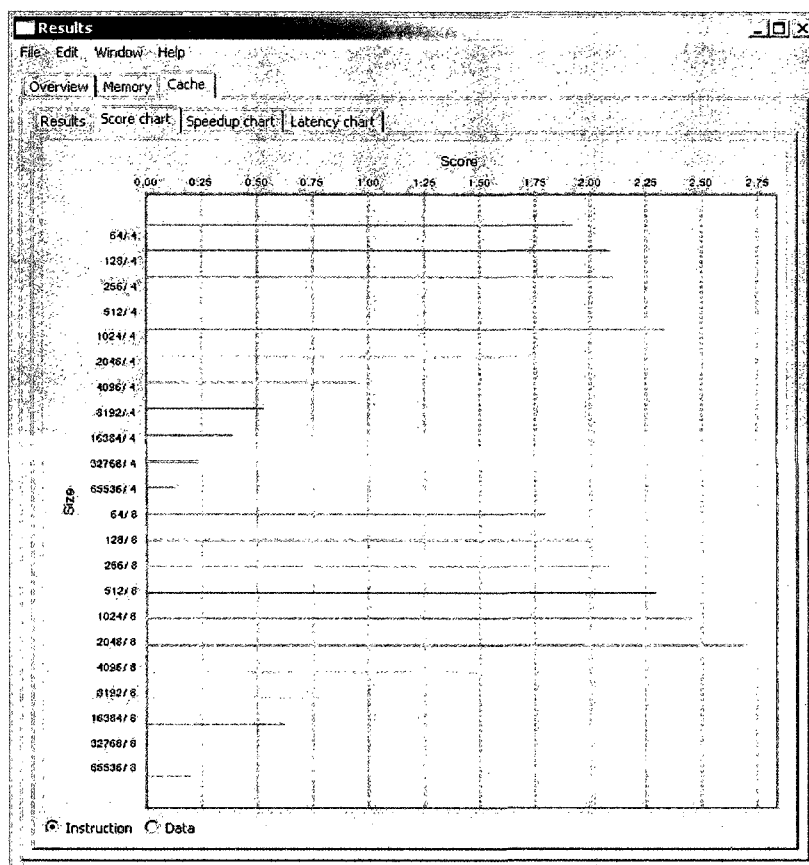 Results
File Edit Window Help
Overview Memory Cache
Results Score chart Speedup chart Latency chart
Score
0.00 0.25 0.50 0.75 1.00 1.25 1.50 1.75 2.00 2.25 2.50 2.75
64/ 4
128/ 4
256/ 4
512/ 4
1024/ 4
2048/ 4
4096/ 4
8192/ 4
16384/ 4
32768/ 4
65536/ 4
Size
64/ 8
128/ 8
256/ 8
512/ 8
1024/ 8
2048/ 8
4096/ 8
8192/ 8
16384/ 8
32768/ 8
65536/ 8
Instruction Data